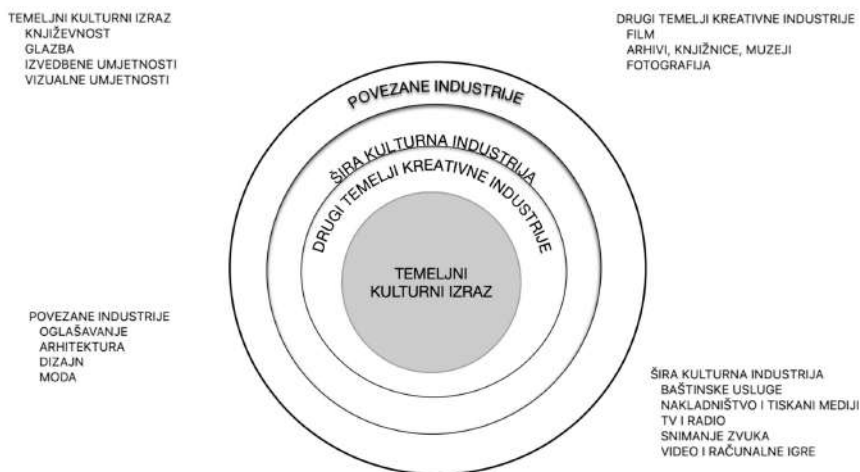 TEMELJNI KULTURNI IZRAZ
KNJIŽEVNOST
GLAZBA
IZVEDBENE UMJETNOSTI
VIZUALNE UMJETNOSTI
DRUGI TEMELJI KREATIVNE INDUSTRIJE
FILM
ARHIVI, KNJIŽNICE, MUZEJI
FOTOGRAFIJA
POVEZANE INDUSTRIJE
ŠIRA KULTURNA INDUSTRIJA
DRUGI TEMELJI KREATIVNE INDUSTRIJE
TEMELJNI
KULTURNI IZRAZ
POVEZANE INDUSTRIJE
OGLAŠAVANJE
ARHITEKTURA
DIZAJN
MODA
ŠIRA KULTURNA INDUSTRIJA
BAŠTINSKE USLUGE
NAKLADNIŠTVO I TISKANI MEDIJI
TV I RADIO
SNIMANJE ZVUKA
VIDEO I RAČUNALNE IGRE